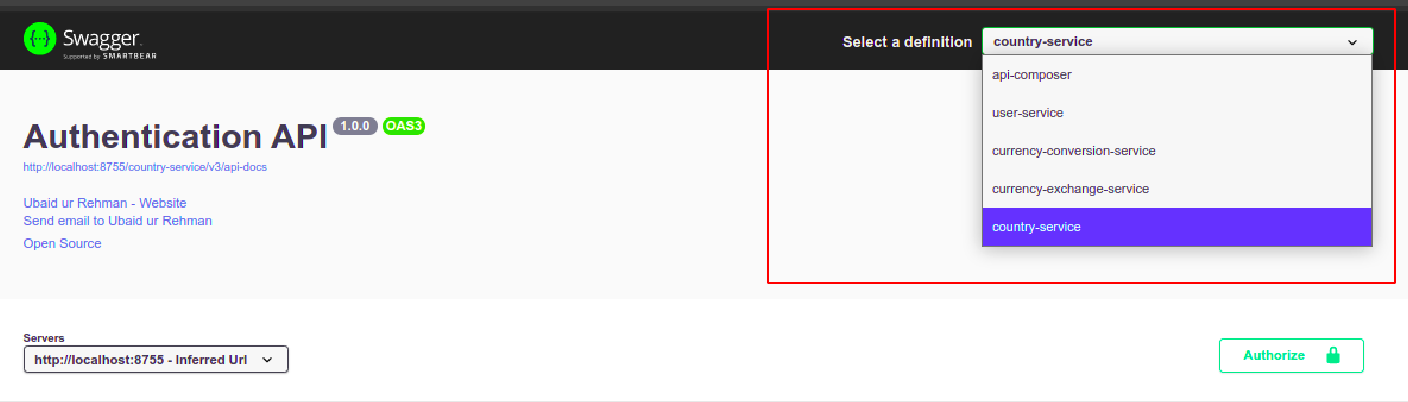 Swagger.
Supported by SMARTBEAR
Select a definition
country-service
api-composer
user-service
currency-conversion-service
currency-exchange-service
country-service
Authentication API 1.0.0 OAS3
http://localhost:8755/country-service/v3/api-docs
Ubaid ur Rehman - Website
Send email to Ubaid ur Rehman
Open Source
Servers
http://localhost:8755 - Inferred Url
Authorize